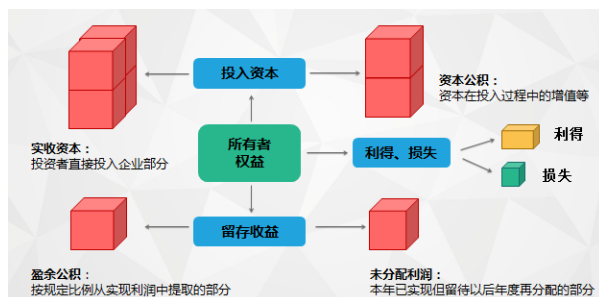 投入资本
资本公积：
资本在投入过程中的增值等
实收资本：
投资者直接投入企业部分
所有者
权益
利得、损失
利得
损失
留存收益
盈余公积：
按规定比例从实现利润中提取的部分
未分配利润：
本年已实现但留待以后年度再分配的部分